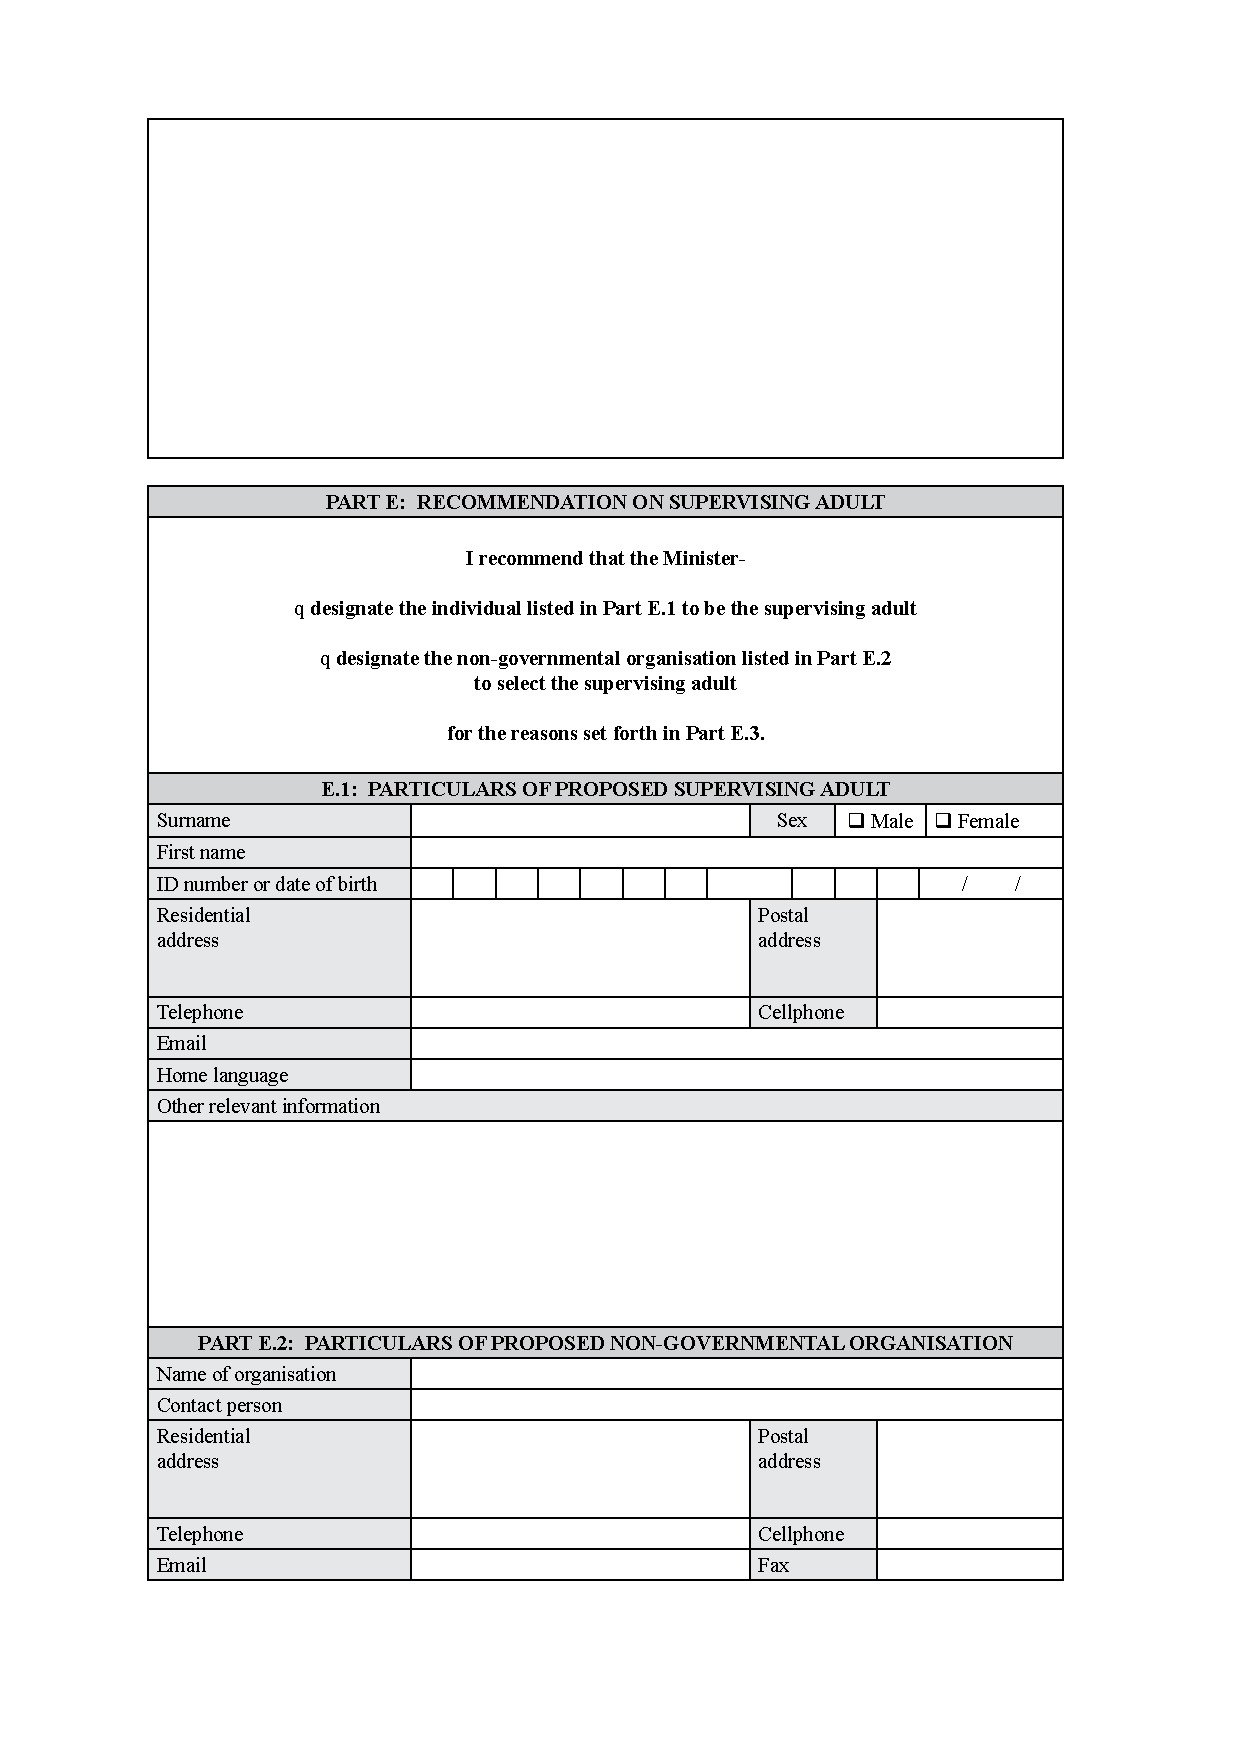 PART E: RECOMMENDATION ON SUPERVISING ADULT
I recommend that the Minister-
q designate the individual listed in Part E.1 to be the supervising adult
q designate the non-governmental organisation listed in Part E.2
to select the supervising adult
for the reasons set forth in Part E.3.
E.1: PARTICULARS OF PROPOSED SUPERVISING ADULT
Surname Sex ❑ Male ❑ Female
First name
ID number or date of birth / /
Residential Postal
address address
Telephone Cellphone
Email
Home language
Other relevant information
PART E.2: PARTICULARS OF PROPOSED NON-GOVERNMENTAL ORGANISATION
Name of organisation
Contact person
Residential Postal
address address
Telephone Cellphone
Email Fax